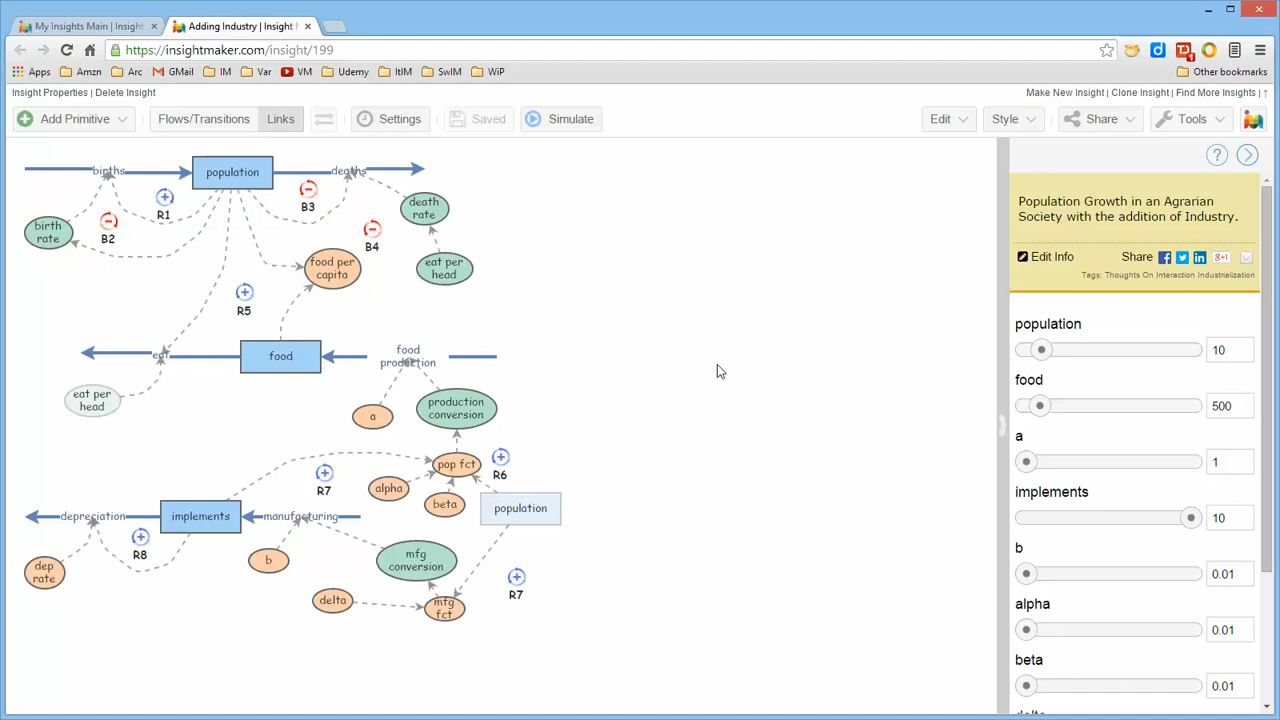 My Insights Main | Insight
Adding Industry | Insight M
https://insightmaker.com/insight/199
Apps Amzn Arc GMail IM Var VM Udemy ItIM SwIM WiP Other bookmarks
Insight Properties | Delete Insight
Make New Insight | Clone Insight | Find More Insights | ↑
Add Primitive Flows/Transitions Links Settings Saved Simulate Edit Style Share Tools
births
population
deaths
R1
B3
birth
rate
B2
death
rate
B4
food per
capita
eat per
head
R5
eat
food
food
production
eat per
head
a
production
conversion
R7
pop fct
R6
alpha
beta
population
depreciation
implements
manufacturing
R8
b
mfg
conversion
dep
rate
delta
mfg
fct
R7
?
Population Growth in an Agrarian
Society with the addition of Industry.
Edit Info Share
Tags: Thoughts On Interaction Industrialization
population
10
food
500
a
1
implements
10
b
0.01
alpha
0.01
beta
0.01